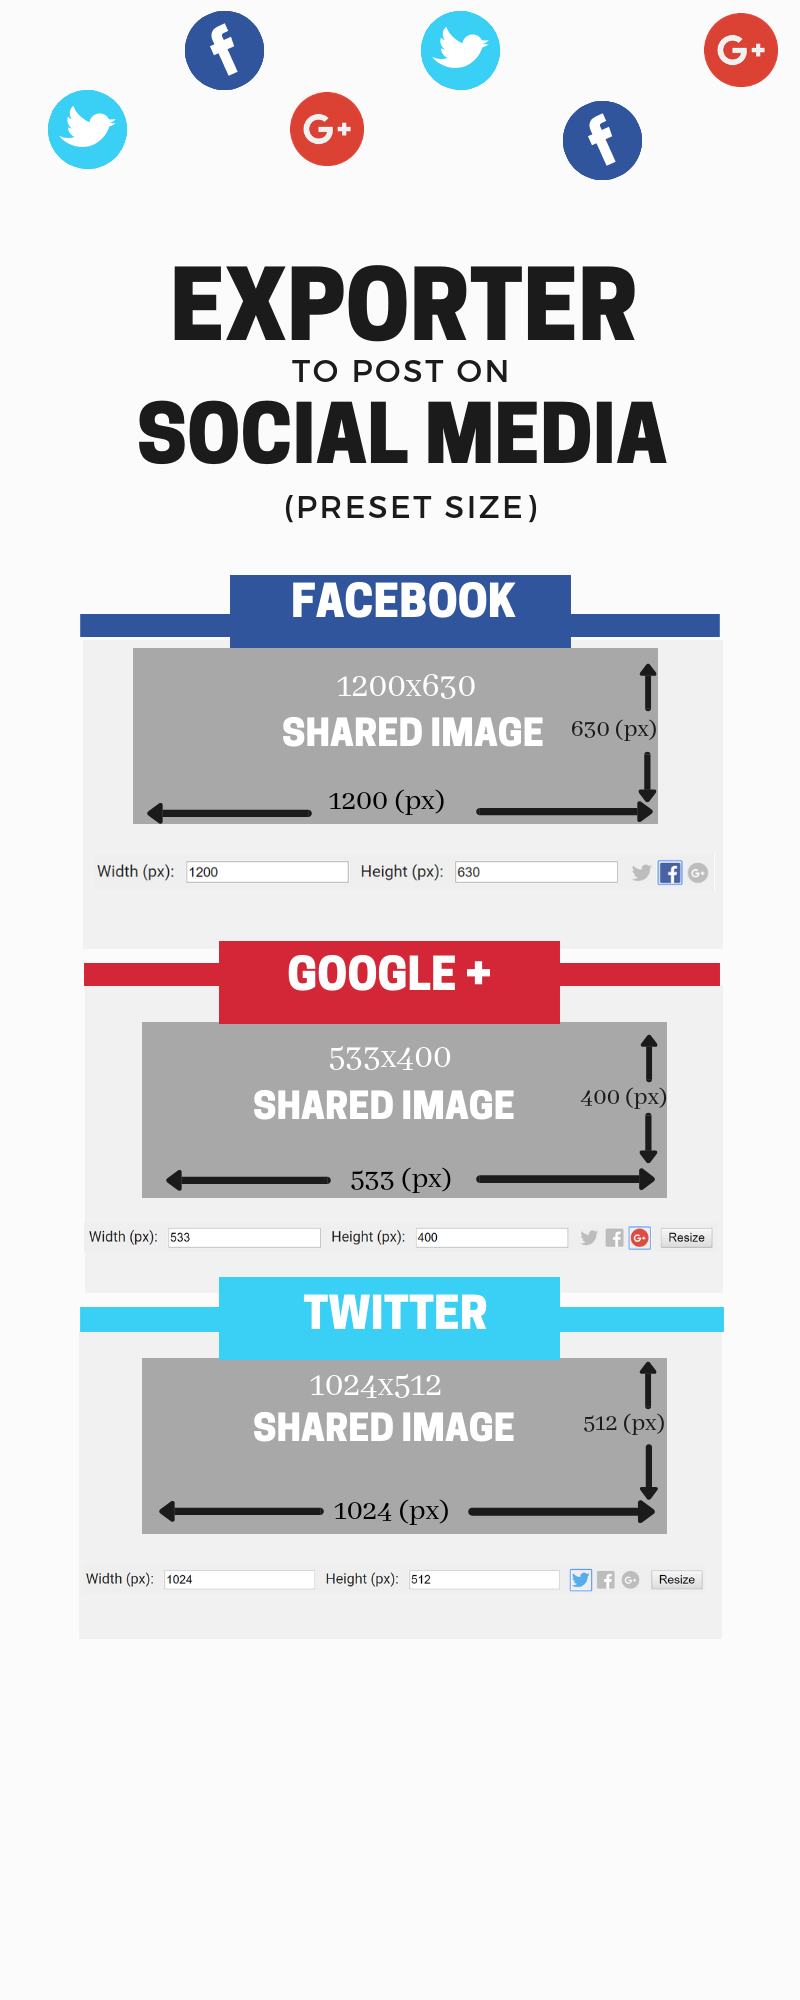 G+
G+
EXPORTER
TO POST ON
SOCIAL MEDIA
(PRESET SIZE)
FACEBOOK
1200x630
SHARED IMAGE
630 (px)
1200 (px)
Width (px): 1200 Height (px): 630 G+
GOOGLE +
533x400
SHARED IMAGE
400 (px)
533 (px)
Width (px): 533 Height (px): 400 G+ Resize
TWITTER
1024x512
SHARED IMAGE
512 (px)
1024 (px)
Width (px): 1024 Height (px): 512 G+ Resize